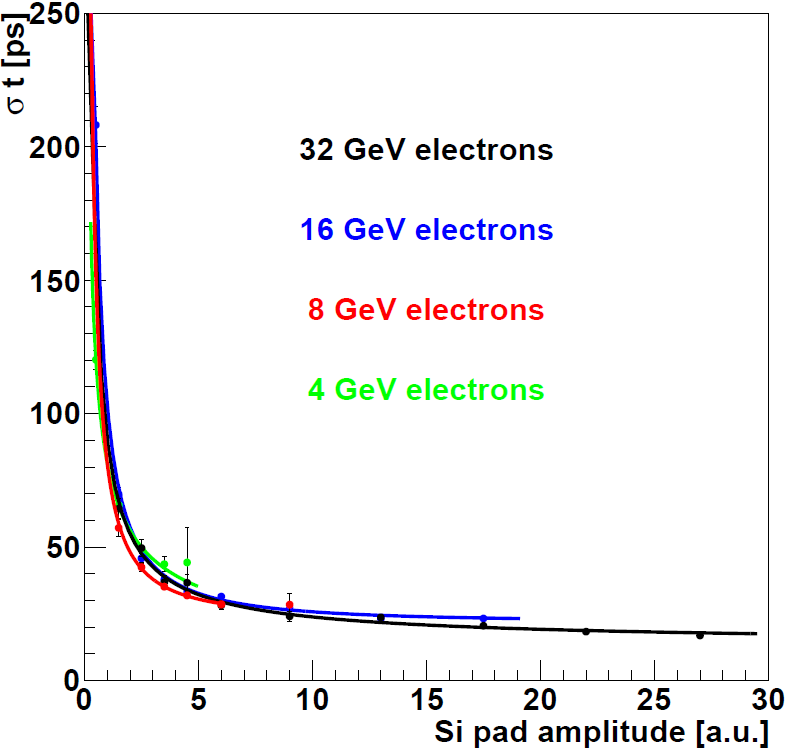 σ t [ps]
250
200
150
100
50
0
32 GeV electrons
16 GeV electrons
8 GeV electrons
4 GeV electrons
0 5 10 15 20 25 30
Si pad amplitude [a.u.]